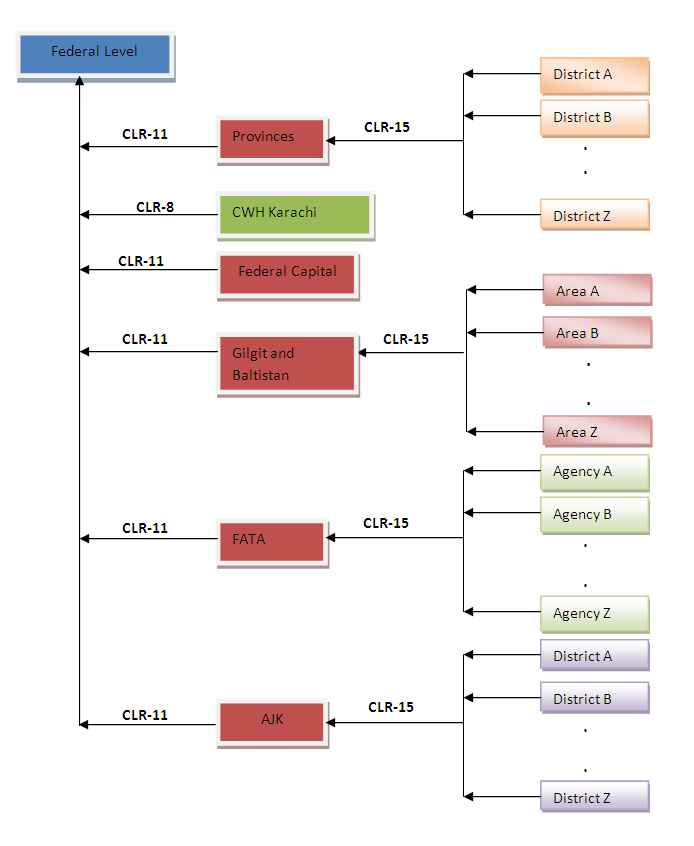 Federal Level
District A
CLR-11
Provinces
CLR-15
District B
.
.
CLR-8
CWH Karachi
District Z
CLR-11
Federal Capital
Area A
CLR-11
Gilgit and
Baltistan
CLR-15
Area B
.
.
Area Z
Agency A
CLR-11
FATA
CLR-15
Agency B
.
.
Agency Z
District A
CLR-11
AJK
CLR-15
District B
.
.
District Z